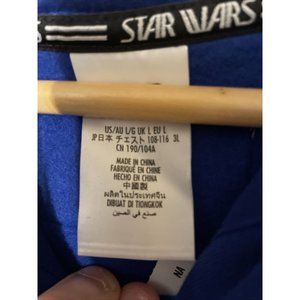 STAR WARS
US/AU L/G UK L EU L
JP日本 チェスト 108-116 3L
CN 190/104A
MADE IN CHINA
FABRIQUÉ EN CHINE
HECHO EN CHINA
中國製
ผลิตในประเทศจีน
DIBUAT DI TIONGKOK
صنع في الصين
NA